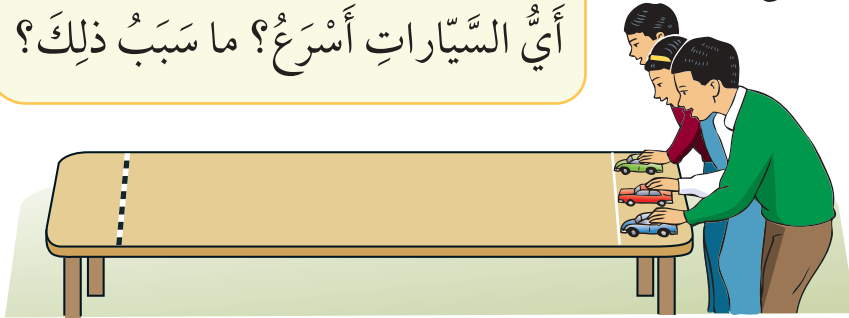 أَيُّ السَّيّاراتِ أَسْرَعُ؟ ما سَبَبُ ذلِكَ؟